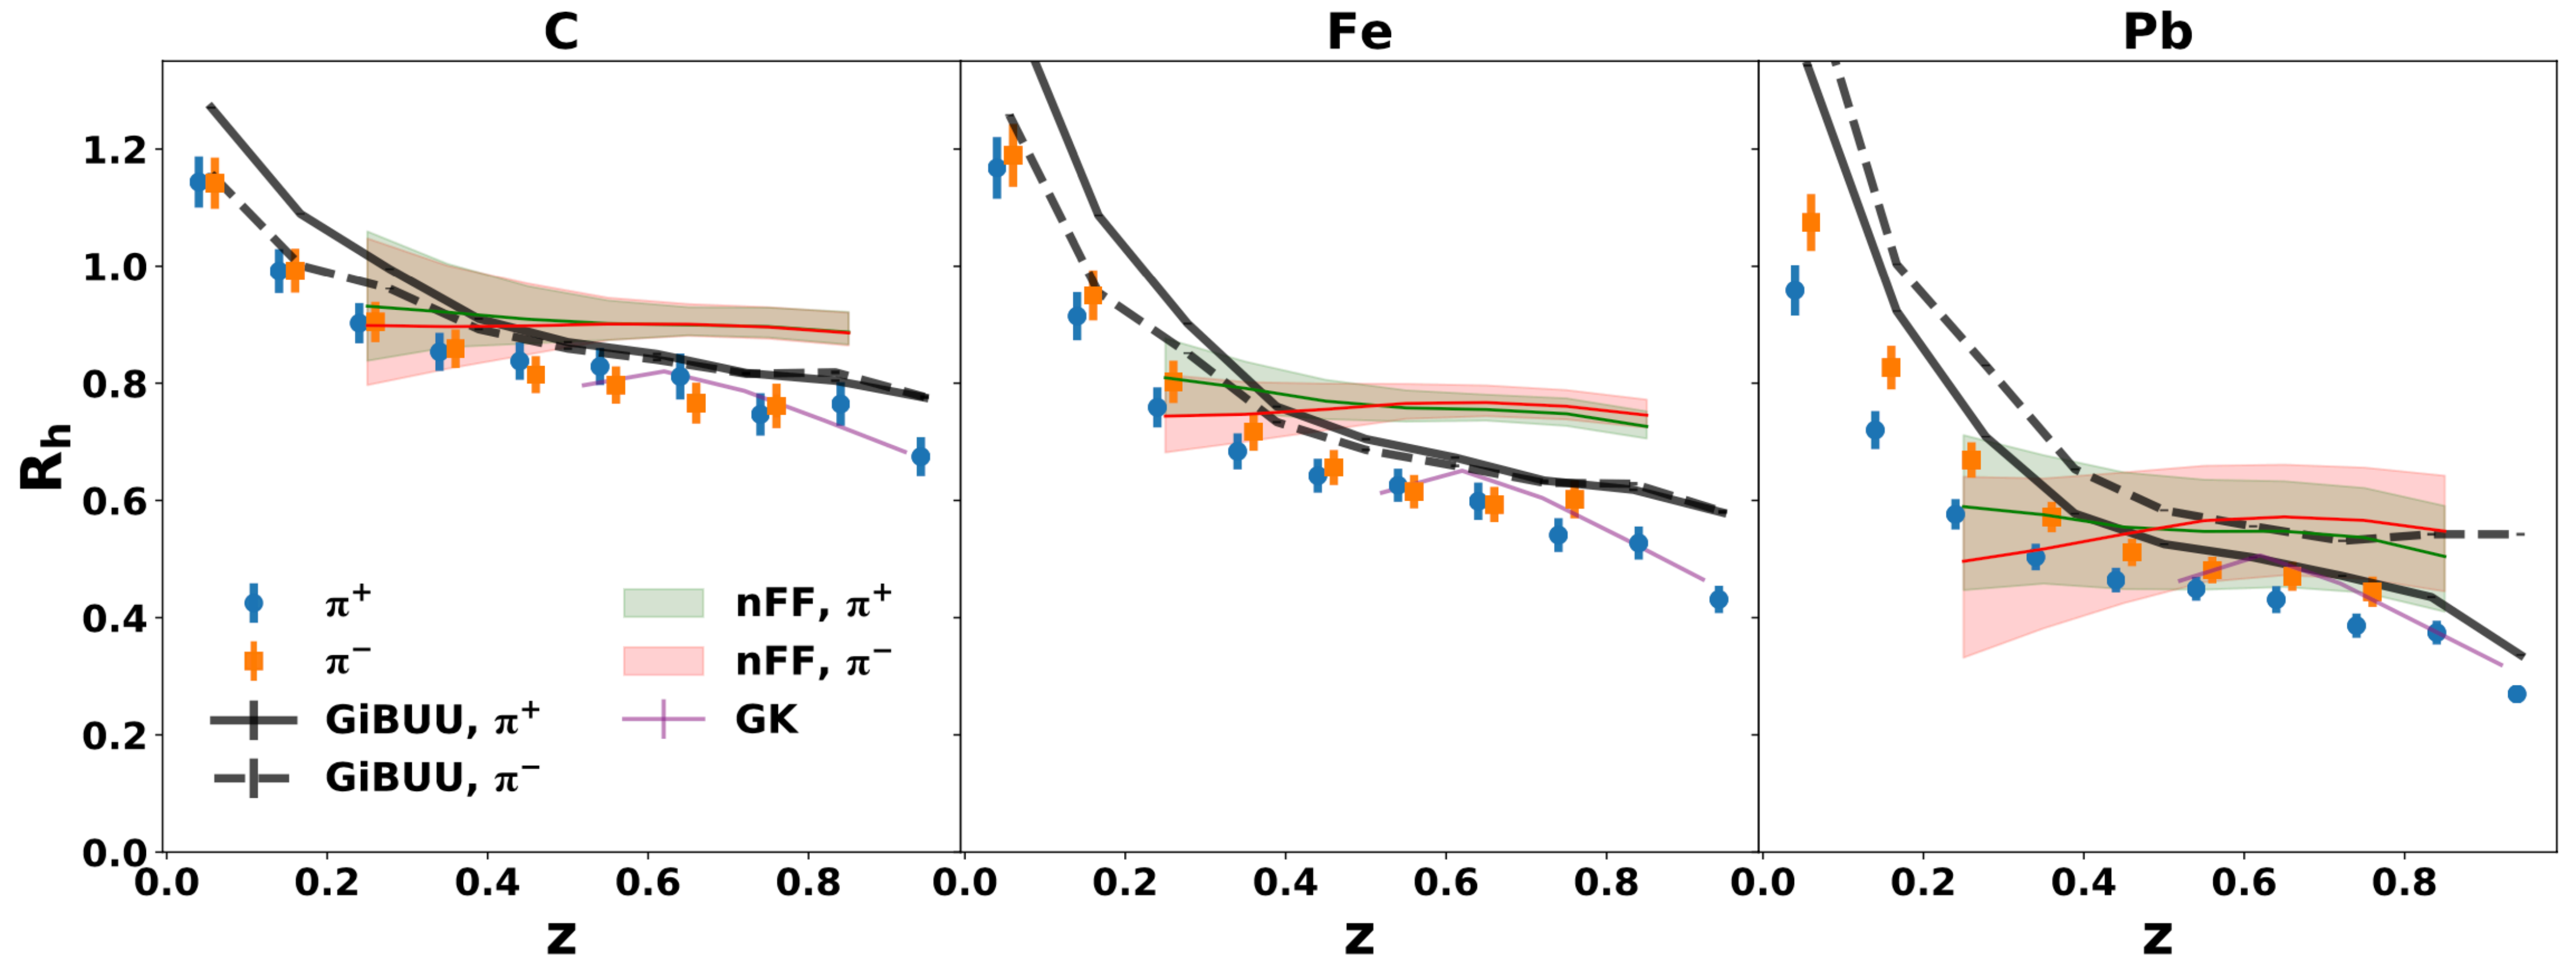 C Fe Pb
R_h
1.2
1.0
0.8
0.6
0.4
0.2
0.0
π⁺ nFF, π⁺
π⁻ nFF, π⁻
GiBUU, π⁺ GK
GiBUU, π⁻
0.0 0.2 0.4 0.6 0.8 0.0 0.2 0.4 0.6 0.8 0.0 0.2 0.4 0.6 0.8
z z z